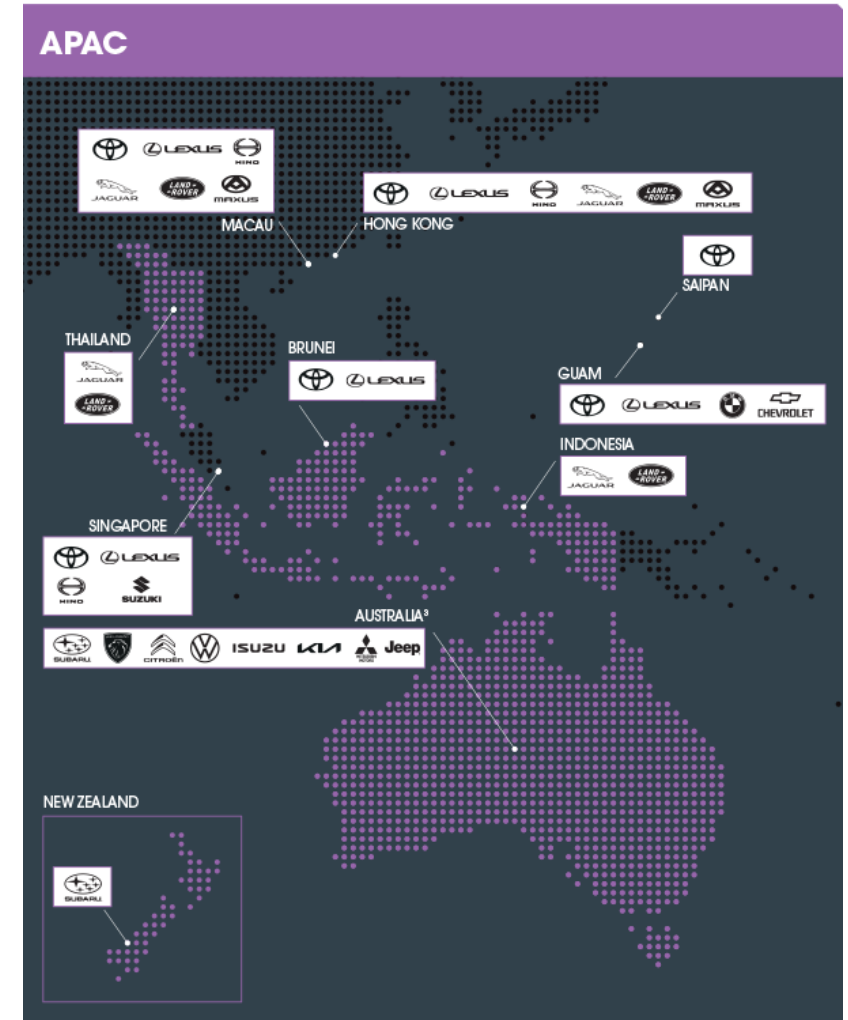 APAC
LEXUS
HINO
JAGUAR
LAND-
-ROVER
MAXUS
MACAU
LEXUS
HINO
JAGUAR
LAND-
-ROVER
MAXUS
HONG KONG
SAIPAN
THAILAND
JAGUAR
LAND-
-ROVER
BRUNEI
LEXUS
GUAM
LEXUS
CHEVROLET
INDONESIA
JAGUAR
LAND-
-ROVER
SINGAPORE
LEXUS
HINO
SUZUKI
AUSTRALIA³
SUBARU
CITROËN
ISUZU
KIA
MITSUBISHI
MOTORS
Jeep
NEW ZEALAND
SUBARU